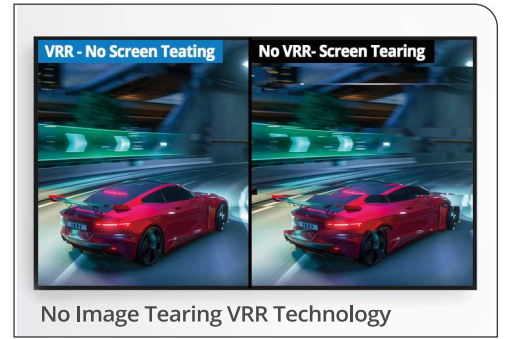 VRR - No Screen Teating
No VRR- Screen Tearing
No Image Tearing VRR Technology